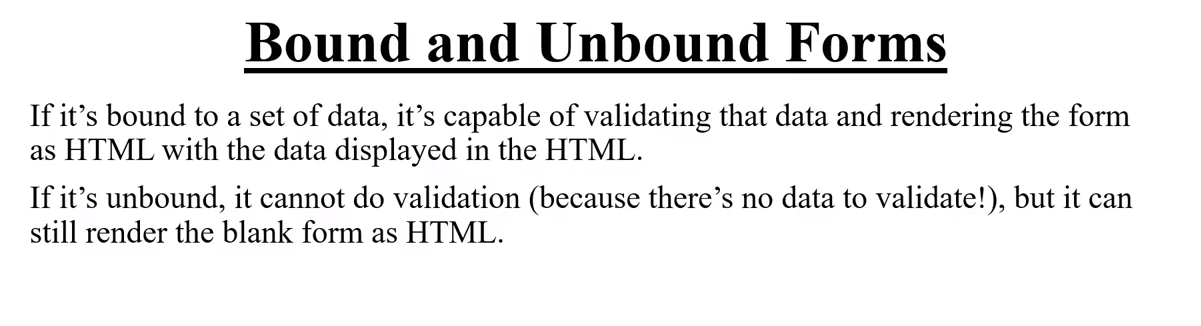 Bound and Unbound Forms
If it’s bound to a set of data, it’s capable of validating that data and rendering the form
as HTML with the data displayed in the HTML.
If it’s unbound, it cannot do validation (because there’s no data to validate!), but it can
still render the blank form as HTML.